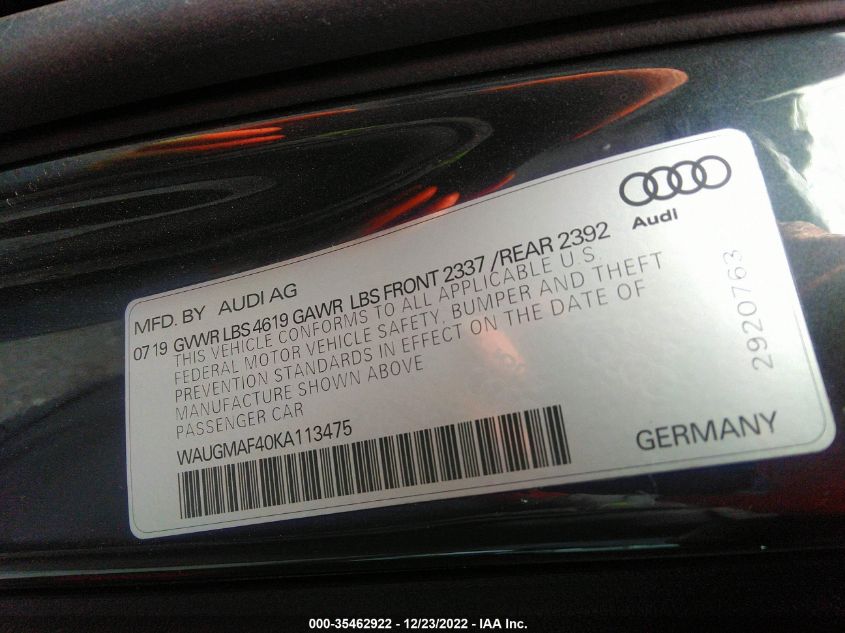 Audi
MFD. BY AUDI AG
07 19 GVWR LBS 4619 GAWR LBS FRONT 2337 /REAR 2392
THIS VEHICLE CONFORMS TO ALL APPLICABLE U.S.
FEDERAL MOTOR VEHICLE SAFETY, BUMPER AND THEFT
PREVENTION STANDARDS IN EFFECT ON THE DATE OF
MANUFACTURE SHOWN ABOVE
PASSENGER CAR
WAUGMAF40KA113475
GERMANY
2920763
000-35462922 - 12/23/2022 - IAA Inc.